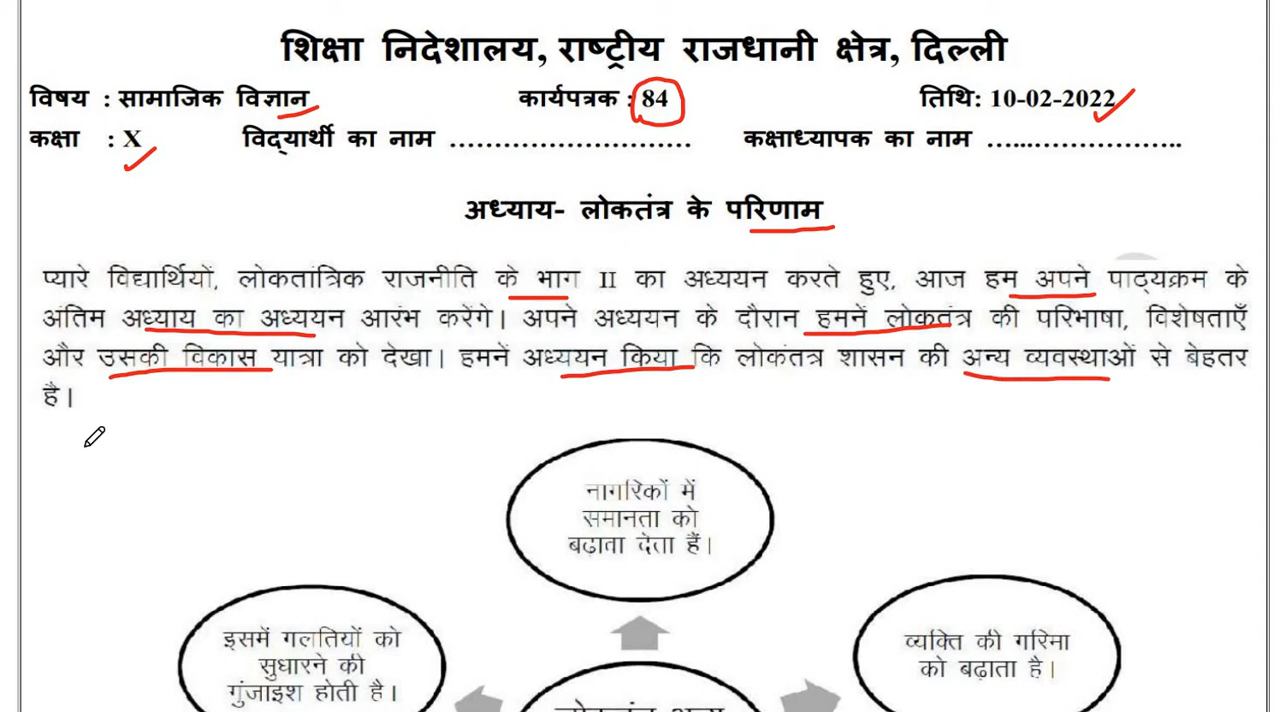 शिक्षा निदेशालय, राष्ट्रीय राजधानी क्षेत्र, दिल्ली
विषय : सामाजिक विज्ञान कार्यपत्रक : 84 तिथि: 10-02-2022
कक्षा : X विद्यार्थी का नाम ........................... कक्षाध्यापक का नाम ......................
अध्याय- लोकतंत्र के परिणाम
प्यारे विद्यार्थियों, लोकतांत्रिक राजनीति के भाग II का अध्ययन करते हुए, आज हम अपने पाठ्यक्रम के
अंतिम अध्याय का अध्ययन आरंभ करेंगे। अपने अध्ययन के दौरान हमनें लोकतंत्र की परिभाषा, विशेषताएँ
और उसकी विकास यात्रा को देखा। हमनें अध्ययन किया कि लोकंतत्र शासन की अन्य व्यवस्थाओं से बेहतर
है।
नागरिकों में
समानता को
बढ़ावा देता हैं।
इसमें गलतियों को
सुधारने की
गुंजाइश होती है।
व्यक्ति की गरिमा
को बढ़ाता है।